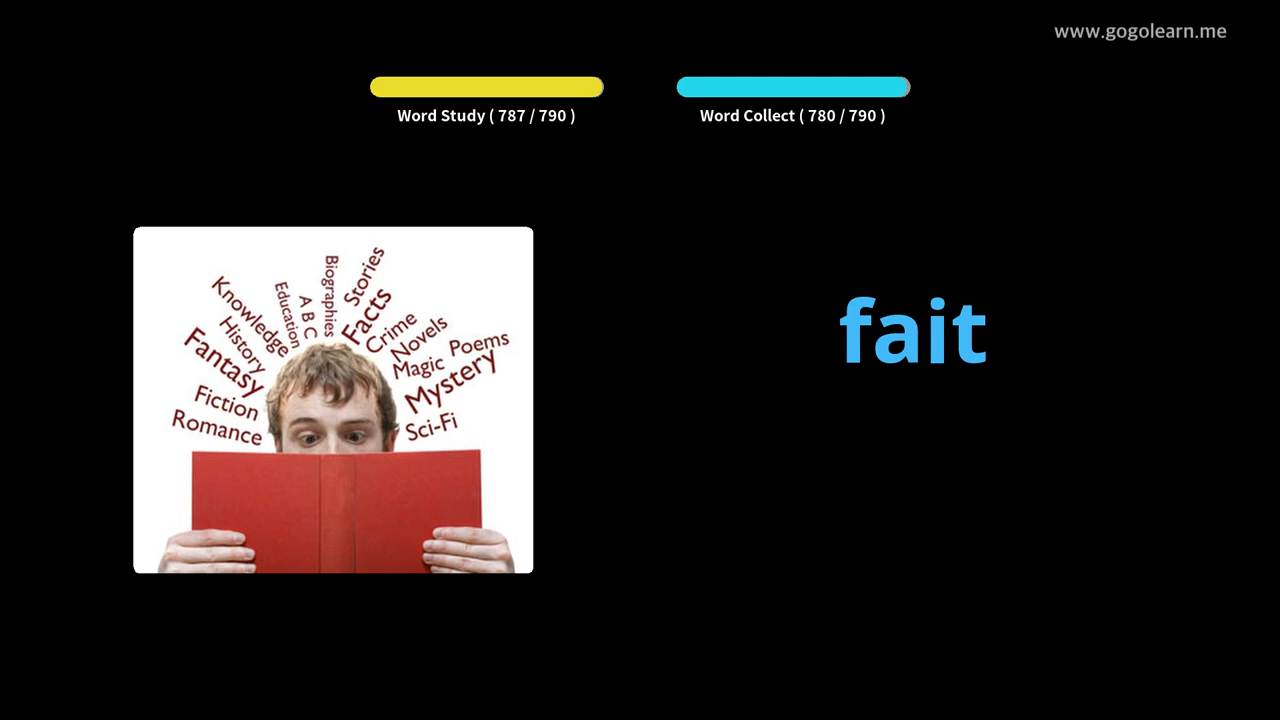 www.gogolearn.me
Word Study ( 787 / 790 )
Word Collect ( 780 / 790 )
fait
Romance
Fiction
Fantasy
History
Knowledge
Education
A B C
Biographies
Stories
Facts
Crime
Novels
Magic
Poems
Mystery
Sci-Fi